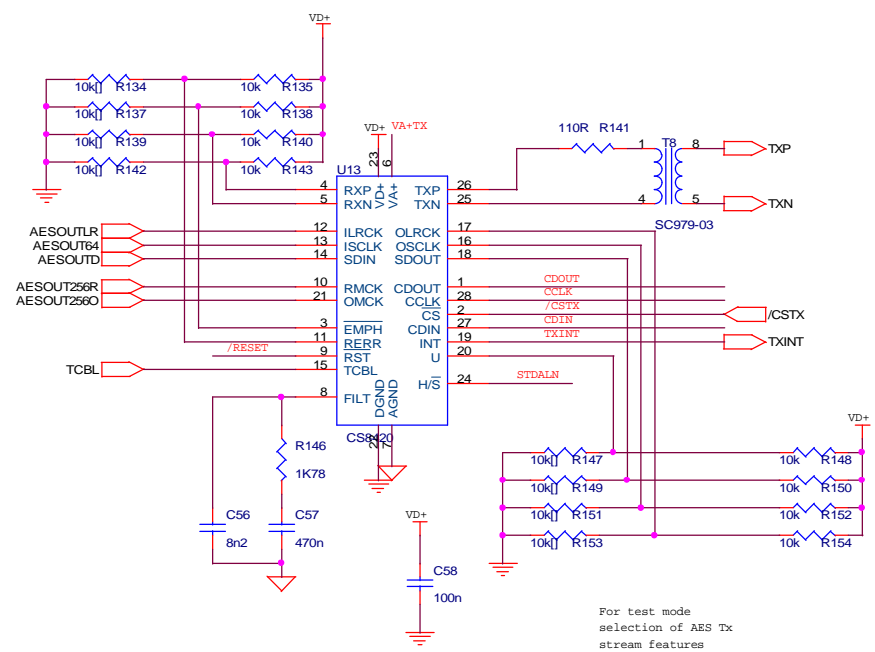 VD+
10k[] R134 10k R135
10k[] R137 10k R138
10k[] R139 10k R140
10k[] R142 10k R143
VD+ VA+TX
23 6
U13
110R R141
1 T8 8 TXP
4 5 TXN
SC979-03
4 RXP VD+ VA+ TXP 26
5 RXN TXN 25
AESOUTLR 12 ILRCK OLRCK 17
AESOUT64 13 ISCLK OSCLK 16
AESOUTD 14 SDIN SDOUT 18
AESOUT256R 10 RMCK CDOUT 1 CDOUT
AESOUT256O 21 OMCK CCLK 28 CCLK
CS 2 /CSTX /CSTX
3 EMPH CDIN 27 CDIN
11 RERR INT 19 TXINT TXINT
/RESET 9 RST U 20
TCBL 15 TCBL
H/S 24 STDALN
8 FILT DGND AGND
CS8420
22 7
VD+
R146
1K78
C56
8n2
C57
470n
10k[] R147 10k R148
10k[] R149 10k R150
10k[] R151 10k R152
10k[] R153 10k R154
VD+
C58
100n
For test mode
selection of AES Tx
stream features